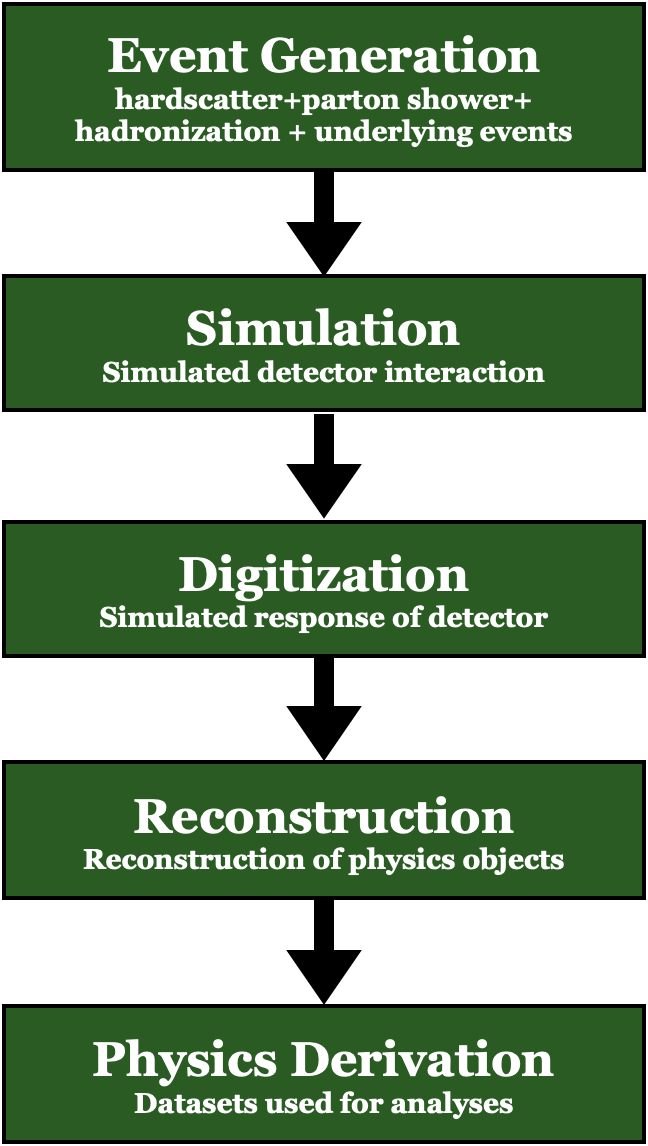 Event Generation
hardscatter+parton shower+
hadronization + underlying events
Simulation
Simulated detector interaction
Digitization
Simulated response of detector
Reconstruction
Reconstruction of physics objects
Physics Derivation
Datasets used for analyses